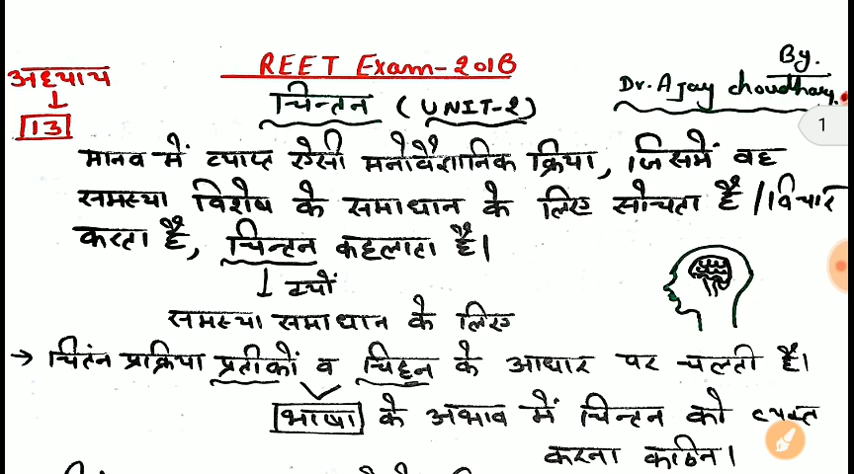 REET Exam-2018
By.
अध्याय
↓
13
चिन्तन (UNIT-2)
Dr. Ajay choudhary
1
मानव में व्याप्त ऐसी मनोवैज्ञानिक क्रिया, जिसमें वह
समस्या विशेष के समाधान के लिए सोचता है / विचार
करता है, चिन्तन कहलाता है।
↓ क्यों
समस्या समाधान के लिए
→ चितंन प्रक्रिया प्रतीकों व चिह्न के आधार पर चलती है।
भाषा के अभाव में चिन्तन को व्यक्त
करना कठिन।